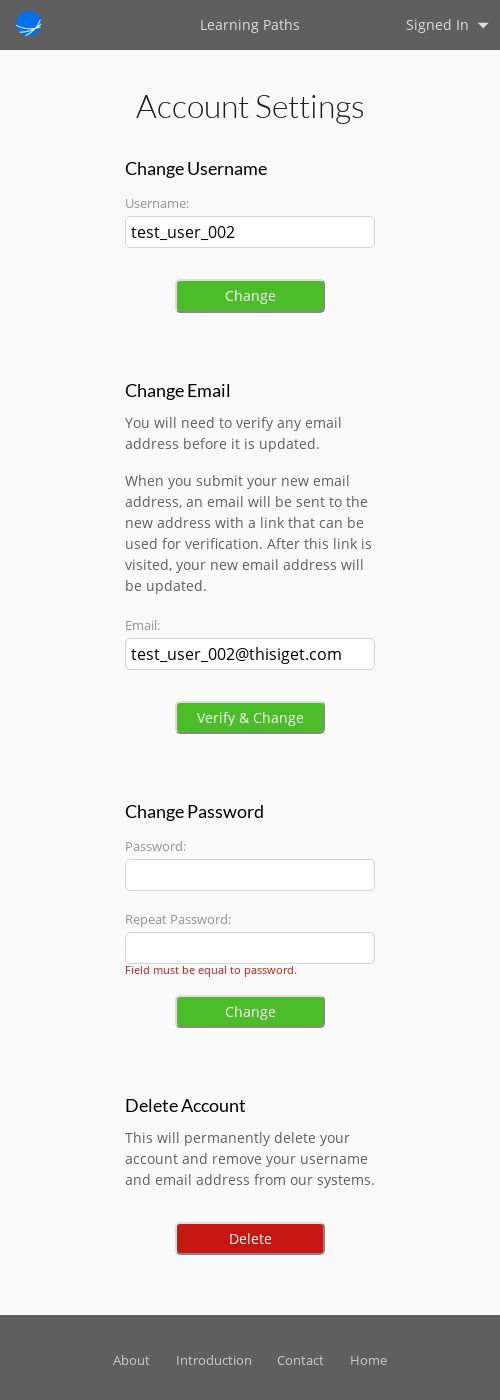 Learning Paths
Signed In
Account Settings
Change Username
Username:
test_user_002
Change
Change Email
You will need to verify any email
address before it is updated.
When you submit your new email
address, an email will be sent to the
new address with a link that can be
used for verification. After this link is
visited, your new email address will
be updated.
Email:
test_user_002@thisiget.com
Verify & Change
Change Password
Password:
Repeat Password:
Field must be equal to password.
Change
Delete Account
This will permanently delete your
account and remove your username
and email address from our systems.
Delete
About Introduction Contact Home